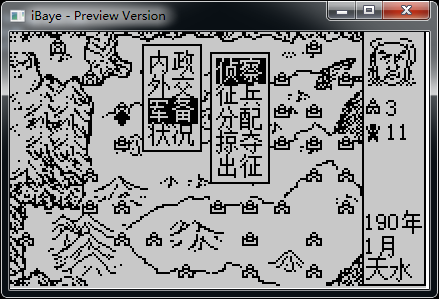 iBaye - Preview Version
内政
外交
军备
状况
侦察
征兵
分配
掠夺
出征
3
11
190年
1月
天水